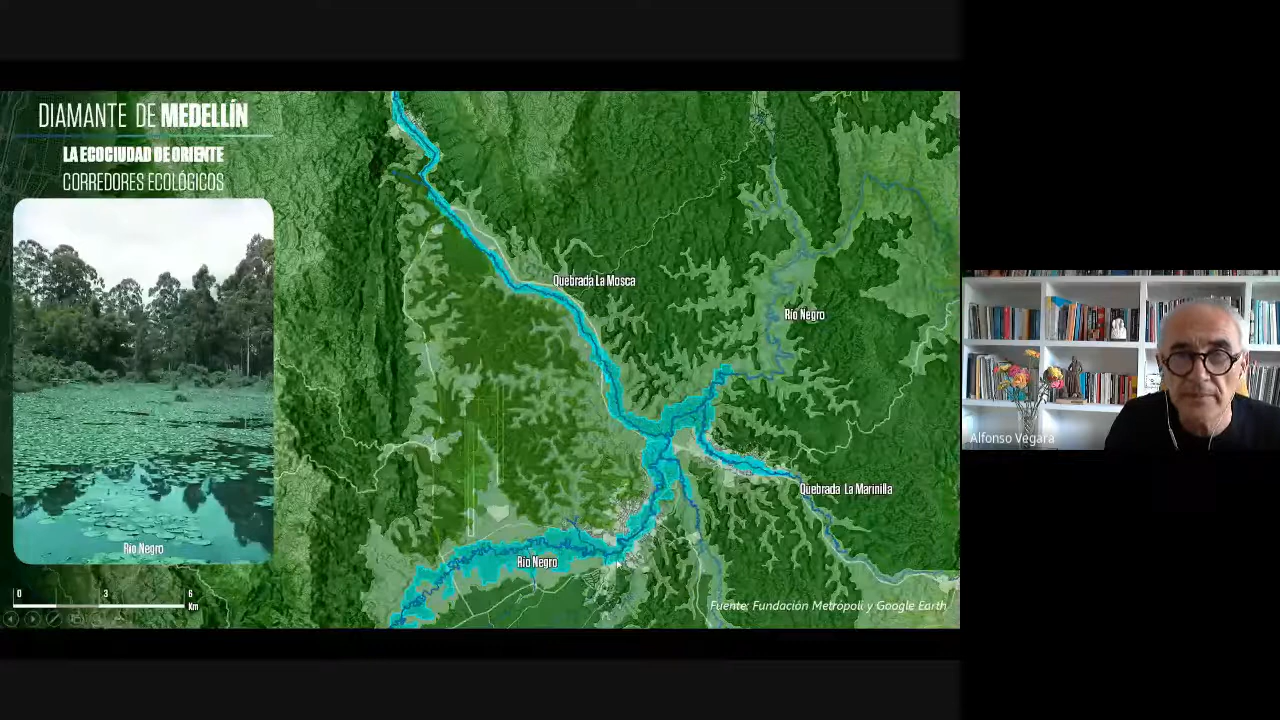 DIAMANTE DE MEDELLÍN
LA ECOCIUDAD DE ORIENTE
CORREDORES ECOLÓGICOS
Río Negro
0 3 6
Km
Quebrada La Mosca
Río Negro
Quebrada La Marinilla
Río Negro
Fuente: Fundación Metrópoli y Google Earth
Alfonso Vegara